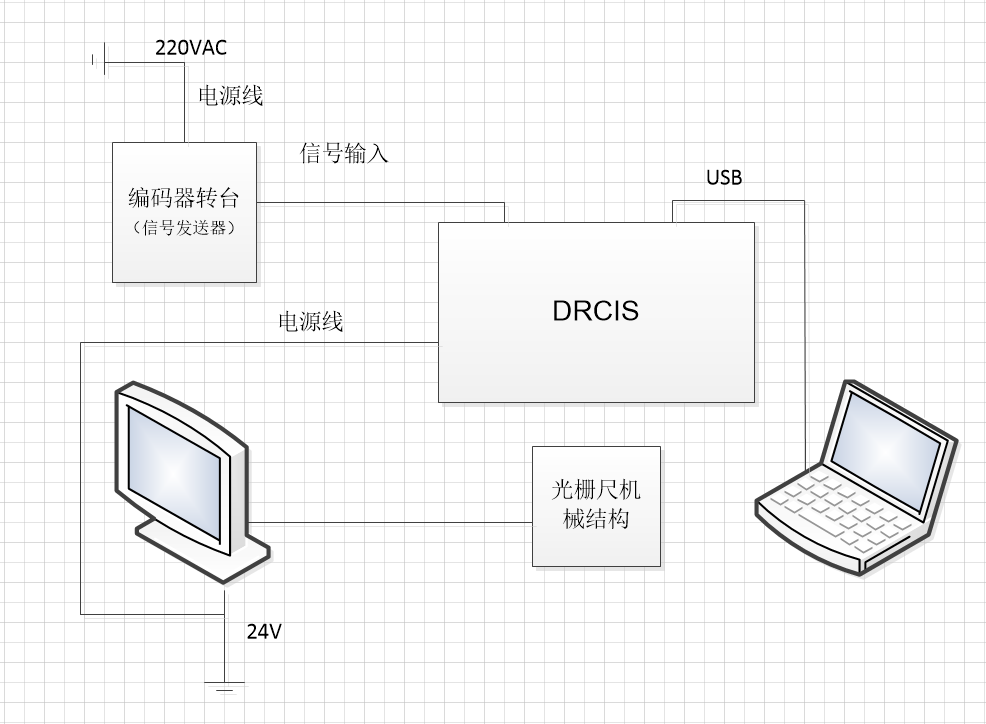 220VAC
电源线
信号输入
USB
编码器转台
（信号发送器）
DRCIS
电源线
光栅尺机
械结构
24V